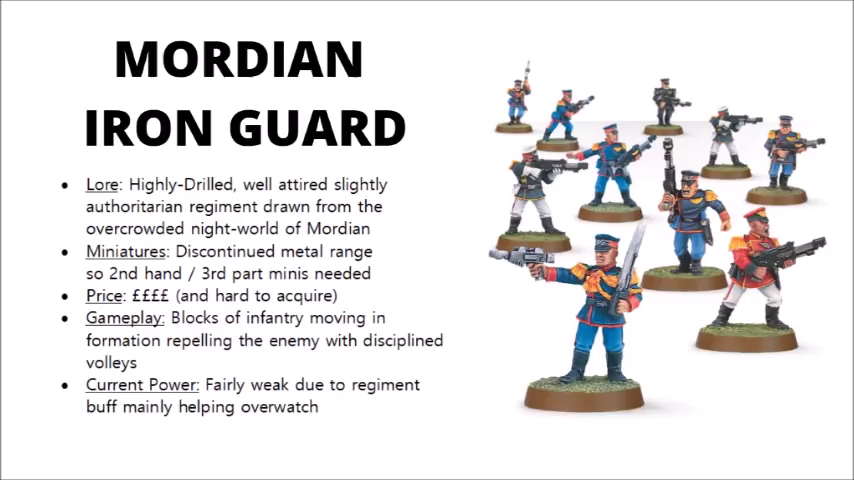 MORDIAN
IRON GUARD
• Lore: Highly-Drilled, well attired slightly
authoritarian regiment drawn from the
overcrowded night-world of Mordian
• Miniatures: Discontinued metal range
so 2nd hand / 3rd part minis needed
• Price: ££££ (and hard to acquire)
• Gameplay: Blocks of infantry moving in
formation repelling the enemy with disciplined
volleys
• Current Power: Fairly weak due to regiment
buff mainly helping overwatch